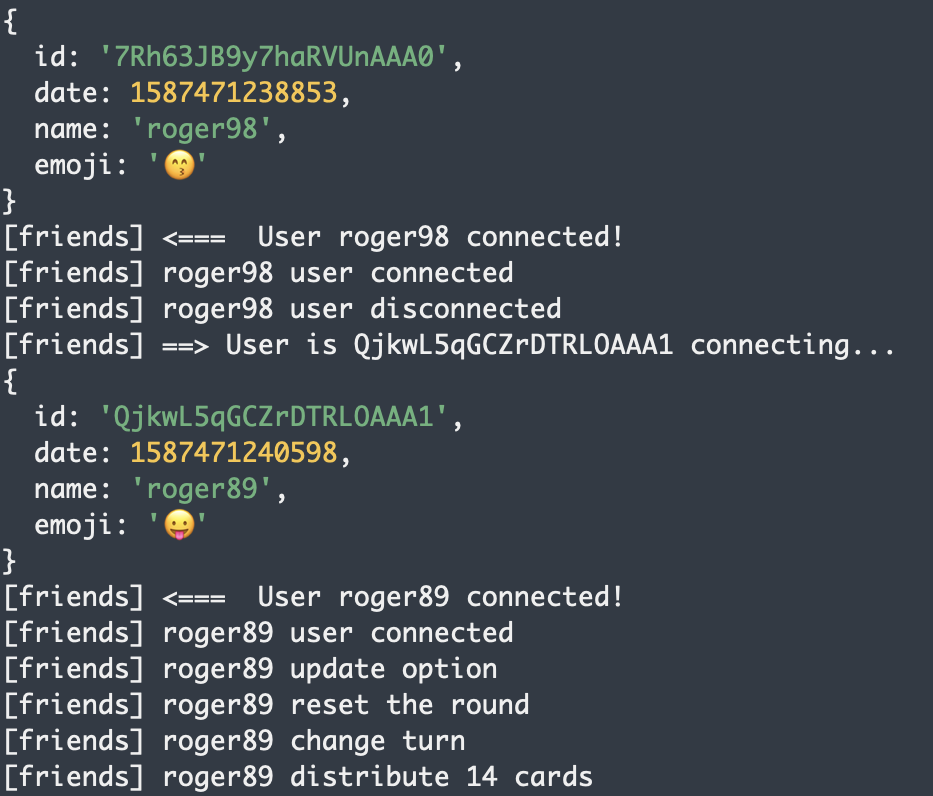 {
  id: '7Rh63JB9y7haRVUnAAA0',
  date: 1587471238853,
  name: 'roger98',
  emoji: '😙'
}
[friends] <===  User roger98 connected!
[friends] roger98 user connected
[friends] roger98 user disconnected
[friends] ==> User is QjkwL5qGCZrDTRLOAAA1 connecting...
{
  id: 'QjkwL5qGCZrDTRLOAAA1',
  date: 1587471240598,
  name: 'roger89',
  emoji: '😛'
}
[friends] <===  User roger89 connected!
[friends] roger89 user connected
[friends] roger89 update option
[friends] roger89 reset the round
[friends] roger89 change turn
[friends] roger89 distribute 14 cards